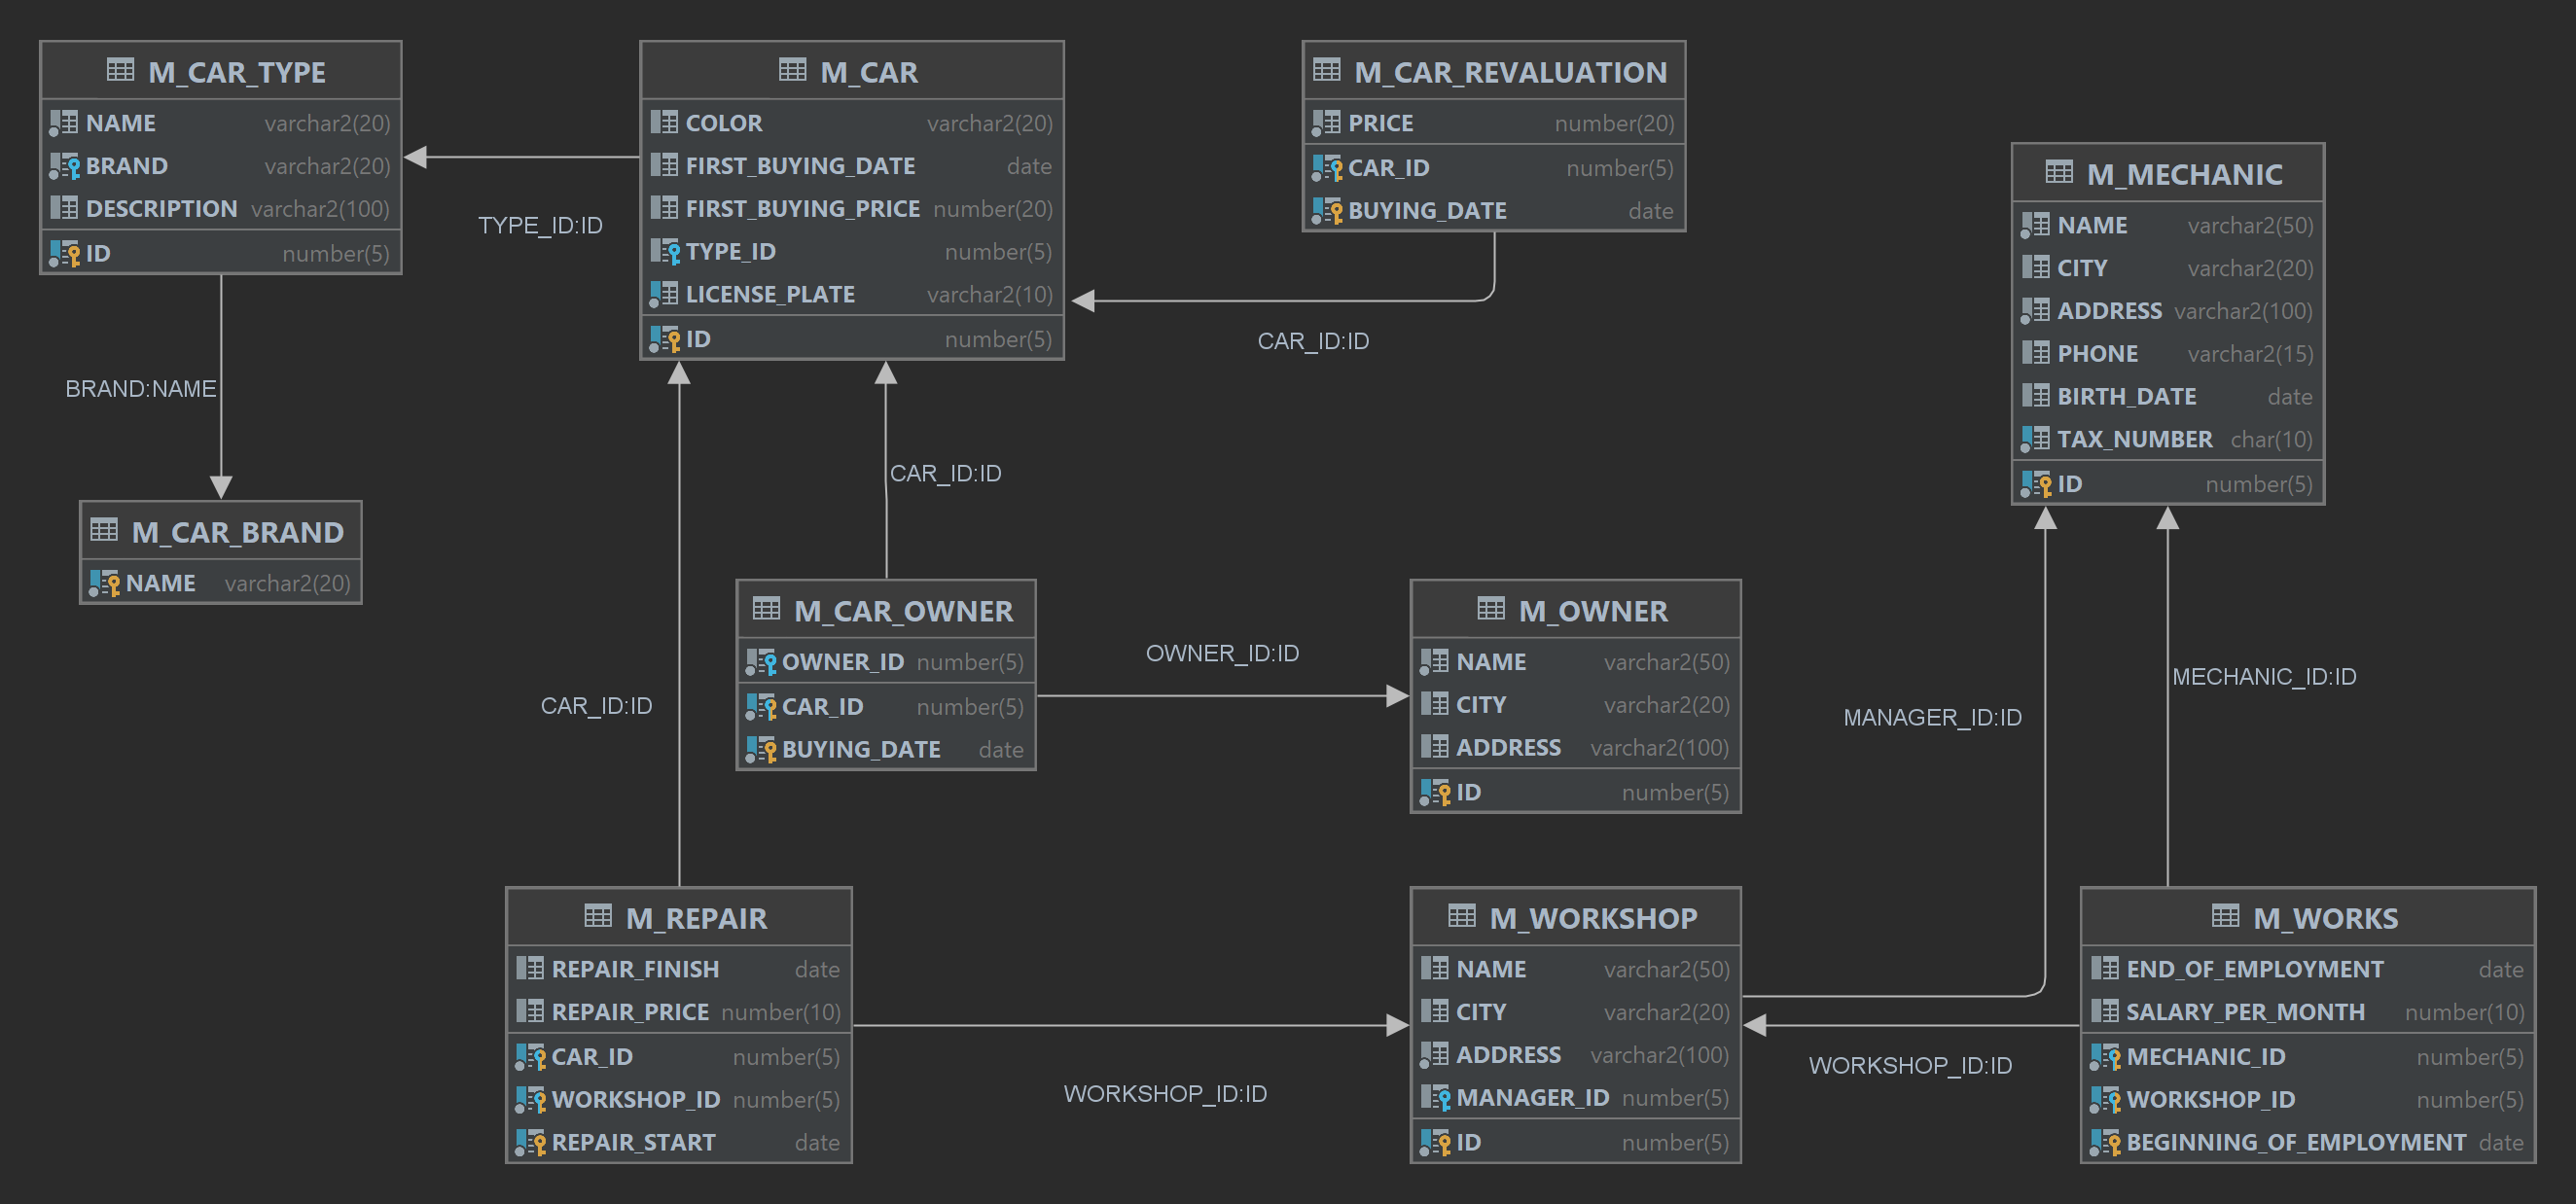 M_CAR_TYPE
NAME varchar2(20)
BRAND varchar2(20)
DESCRIPTION varchar2(100)
ID number(5)
TYPE_ID:ID
M_CAR
COLOR varchar2(20)
FIRST_BUYING_DATE date
FIRST_BUYING_PRICE number(20)
TYPE_ID number(5)
LICENSE_PLATE varchar2(10)
ID number(5)
M_CAR_REVALUATION
PRICE number(20)
CAR_ID number(5)
BUYING_DATE date
CAR_ID:ID
M_MECHANIC
NAME varchar2(50)
CITY varchar2(20)
ADDRESS varchar2(100)
PHONE varchar2(15)
BIRTH_DATE date
TAX_NUMBER char(10)
ID number(5)
BRAND:NAME
M_CAR_BRAND
NAME varchar2(20)
CAR_ID:ID
M_CAR_OWNER
OWNER_ID number(5)
CAR_ID number(5)
BUYING_DATE date
OWNER_ID:ID
M_OWNER
NAME varchar2(50)
CITY varchar2(20)
ADDRESS varchar2(100)
ID number(5)
CAR_ID:ID
MANAGER_ID:ID
MECHANIC_ID:ID
M_REPAIR
REPAIR_FINISH date
REPAIR_PRICE number(10)
CAR_ID number(5)
WORKSHOP_ID number(5)
REPAIR_START date
WORKSHOP_ID:ID
M_WORKSHOP
NAME varchar2(50)
CITY varchar2(20)
ADDRESS varchar2(100)
MANAGER_ID number(5)
ID number(5)
WORKSHOP_ID:ID
M_WORKS
END_OF_EMPLOYMENT date
SALARY_PER_MONTH number(10)
MECHANIC_ID number(5)
WORKSHOP_ID number(5)
BEGINNING_OF_EMPLOYMENT date